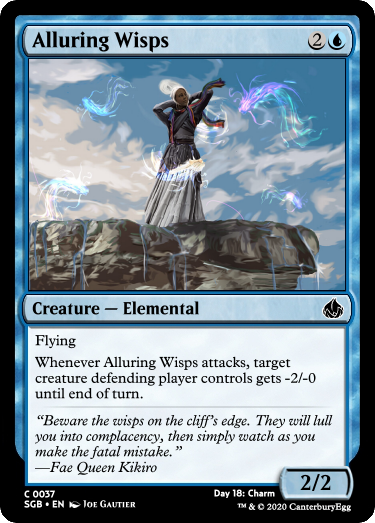 Alluring Wisps 2
Creature — Elemental
Flying
Whenever Alluring Wisps attacks, target
creature defending player controls gets -2/-0
until end of turn.
“Beware the wisps on the cliff’s edge. They will lull
you into complacency, then simply watch as you
make the fatal mistake.”
—Fae Queen Kikiro
2/2
C 0037 Day 18: Charm
SGB • EN Joe Gautier ™ & © 2020 CanterburyEgg